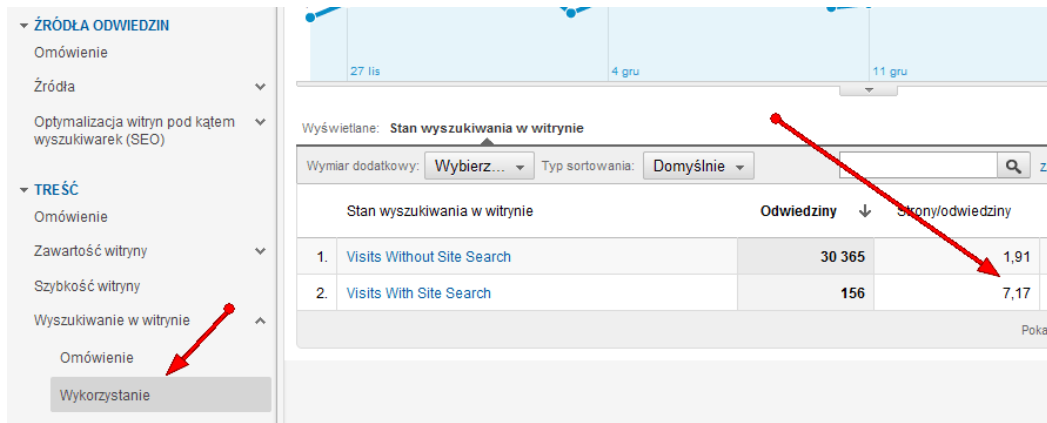 ŹRÓDŁA ODWIEDZIN
Omówienie
Źródła
Optymalizacja witryn pod kątem
wyszukiwarek (SEO)
TREŚĆ
Omówienie
Zawartość witryny
Szybkość witryny
Wyszukiwanie w witrynie
Omówienie
Wykorzystanie
27 lis 4 gru 11 gru
Wyświetlane: Stan wyszukiwania w witrynie
Wymiar dodatkowy: Wybierz... Typ sortowania: Domyślnie z
Stan wyszukiwania w witrynie Odwiedziny Strony/odwiedziny
1. Visits Without Site Search 30 365 1,91
2. Visits With Site Search 156 7,17
Poka